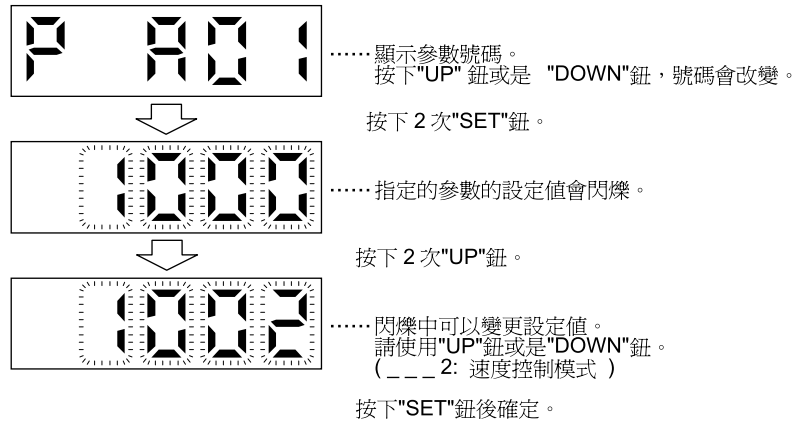 P A01
……顯示參數號碼。
按下"UP" 鈕或是 "DOWN"鈕，號碼會改變。
按下 2 次"SET"鈕。
1000
……指定的參數的設定值會閃爍。
按下 2 次"UP"鈕。
1002
……閃爍中可以變更設定值。
請使用"UP"鈕或是"DOWN"鈕。
( _ _ _ 2: 速度控制模式 )
按下"SET"鈕後確定。